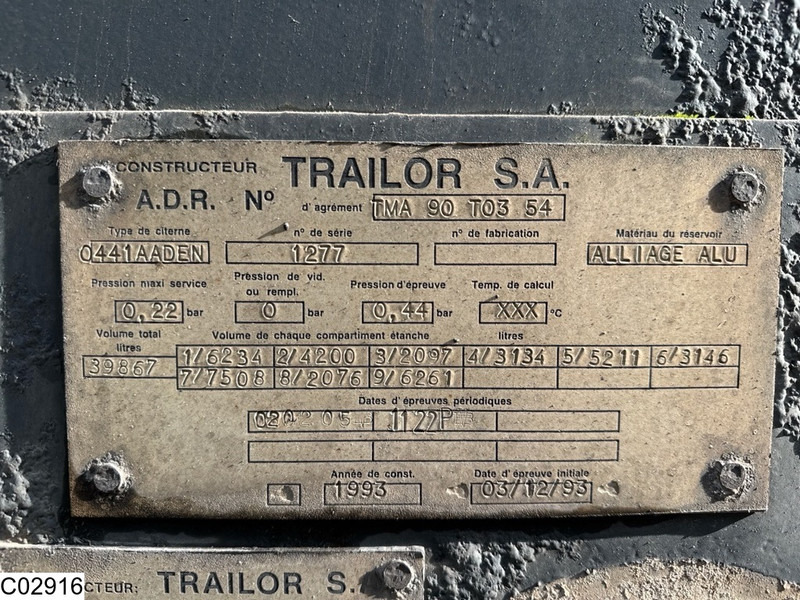 CONSTRUCTEUR TRAILOR S.A.
A.D.R. Nº d'agrément TMA 90 T03 54
Type de citerne n° de série n° de fabrication Matériau du réservoir
0441AADEN 1277 ALLIAGE ALU
Pression maxi service Pression de vid. ou rempl. Pression d'épreuve Temp. de calcul
0,22 bar 0 bar 0,44 bar XXX °C
Volume total litres Volume de chaque compartiment étanche litres
39867 1/6234 2/4200 3/2097 4/3134 5/5211 6/3146
7/7508 8/2076 9/6261
Dates d'épreuves périodiques
05 1122P
Année de const. Date d'épreuve initiale
1993 03/12/93
C02916 CTEUR: TRAILOR S.